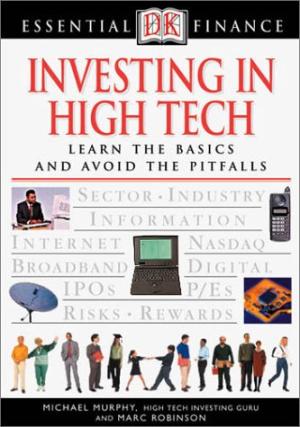 ESSENTIAL DK FINANCE
INVESTING IN
HIGH TECH
LEARN THE BASICS
AND AVOID THE PITFALLS
SECTOR • INDUSTRY
INFORMATION
INTERNET NASDAQ
BROADBAND DIGITAL
IPOS P/ES
RISKS • REWARDS
MICHAEL MURPHY, HIGH TECH INVESTING GURU
AND MARC ROBINSON